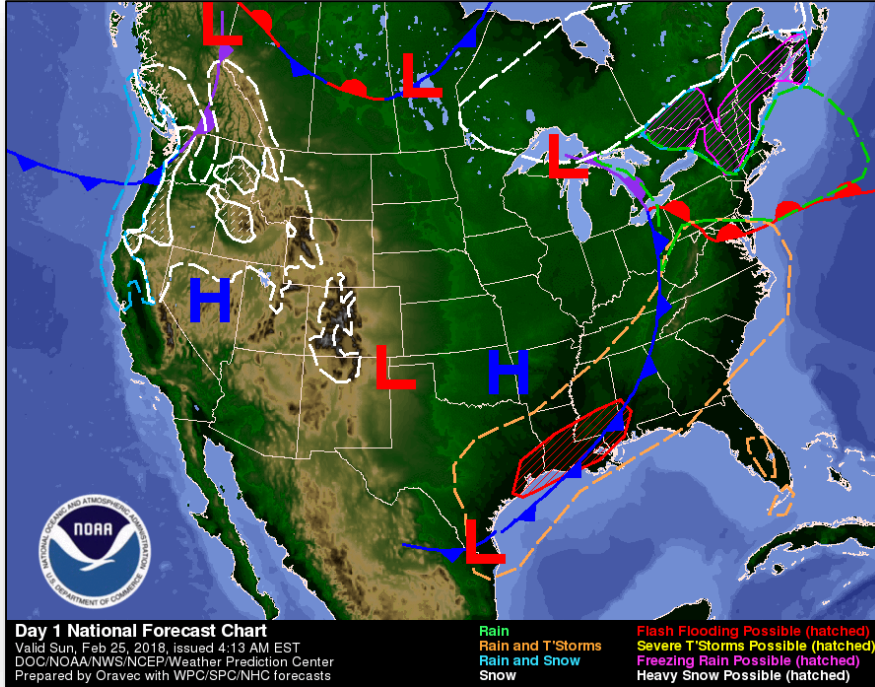 L
L
L
H
L
H
L
NATIONAL OCEANIC AND ATMOSPHERIC ADMINISTRATION
NOAA
U.S. DEPARTMENT OF COMMERCE
Day 1 National Forecast Chart
Valid Sun, Feb 25, 2018, issued 4:13 AM EST
DOC/NOAA/NWS/NCEP/Weather Prediction Center
Prepared by Oravec with WPC/SPC/NHC forecasts
Rain
Rain and T'Storms
Rain and Snow
Snow
Flash Flooding Possible (hatched)
Severe T'Storms Possible (hatched)
Freezing Rain Possible (hatched)
Heavy Snow Possible (hatched)